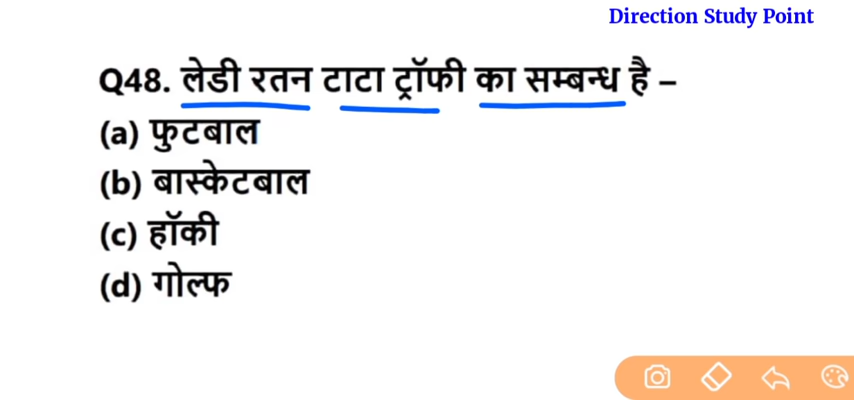 Direction Study Point
Q48. लेडी रतन टाटा ट्रॉफी का सम्बन्ध है –
(a) फुटबाल
(b) बास्केटबाल
(c) हॉकी
(d) गोल्फ